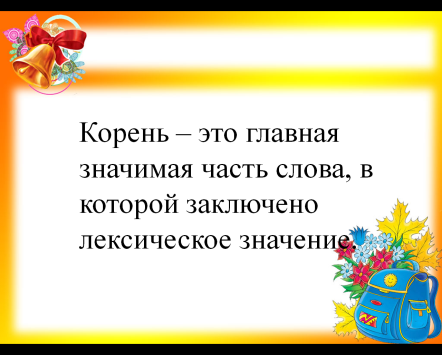 Корень – это главная
значимая часть слова, в
которой заключено
лексическое значение.